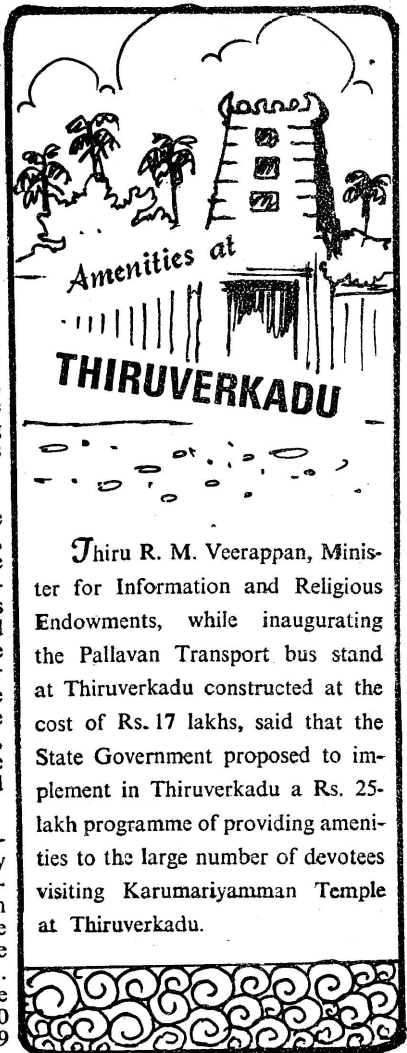 Amenities at
THIRUVERKADU
Thiru R. M. Veerappan, Minis-
ter for Information and Religious
Endowments, while inaugurating
the Pallavan Transport bus stand
at Thiruverkadu constructed at the
cost of Rs. 17 lakhs, said that the
State Government proposed to im-
plement in Thiruverkadu a Rs. 25-
lakh programme of providing ameni-
ties to the large number of devotees
visiting Karumariyamman Temple
at Thiruverkadu.